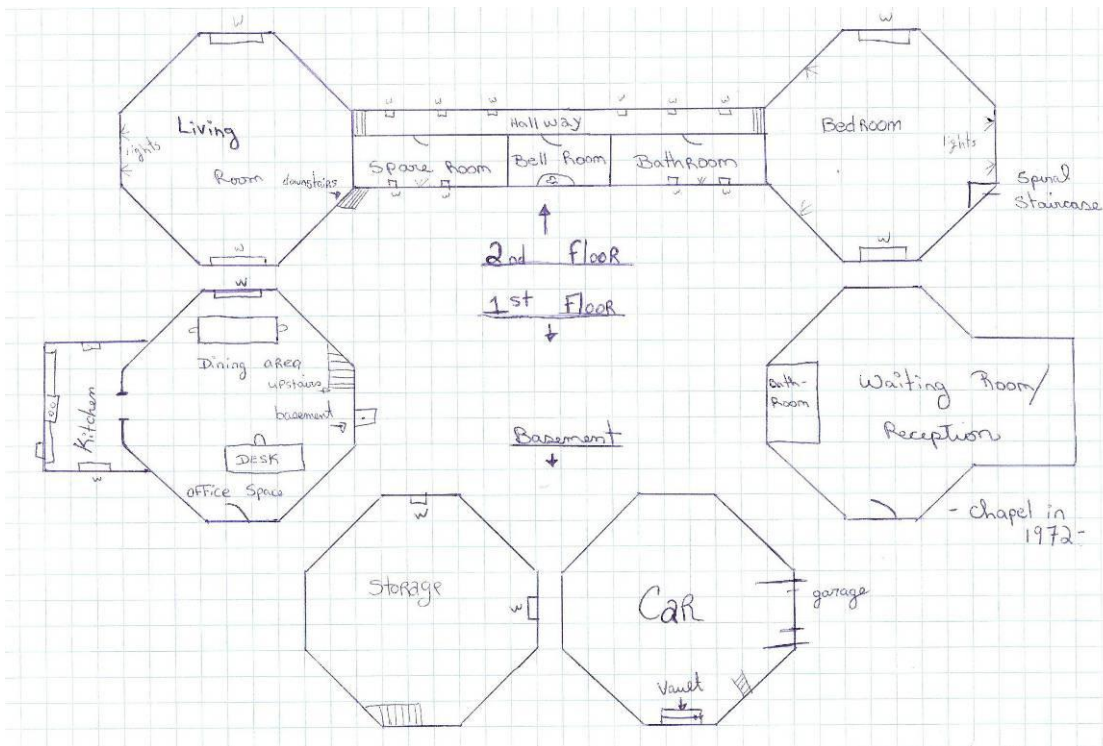 W
W
w w w w w w
Hallway
Living
Room
lights
downstairs
Spare Room
Bell Room
BathRoom
w w w w
BedRoom
lights
Spiral
Staircase
W
W
2nd Floor
1st Floor
W
Dining area
upstairs
basement
Kitchen
W
DESK
office Space
Bath-
Room
Waiting Room/
Reception
- Chapel in
1972-
Basement
W
Storage
W
Car
garage
Vault